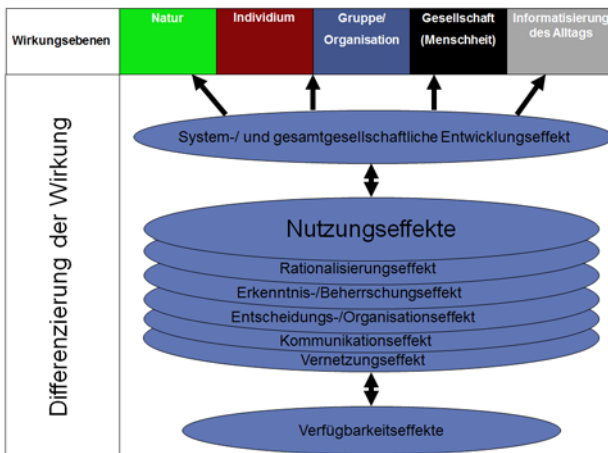 Wirkungsebenen
Natur
Individium
Gruppe/
Organisation
Gesellschaft
(Menschheit)
Informatisierung
des Alltags
Differenzierung der Wirkung
System-/ und gesamtgesellschaftliche Entwicklungseffekt
Nutzungseffekte
Rationalisierungseffekt
Erkenntnis-/Beherrschungseffekt
Entscheidungs-/Organisationseffekt
Kommunikationseffekt
Vernetzungseffekt
Verfügbarkeitseffekte